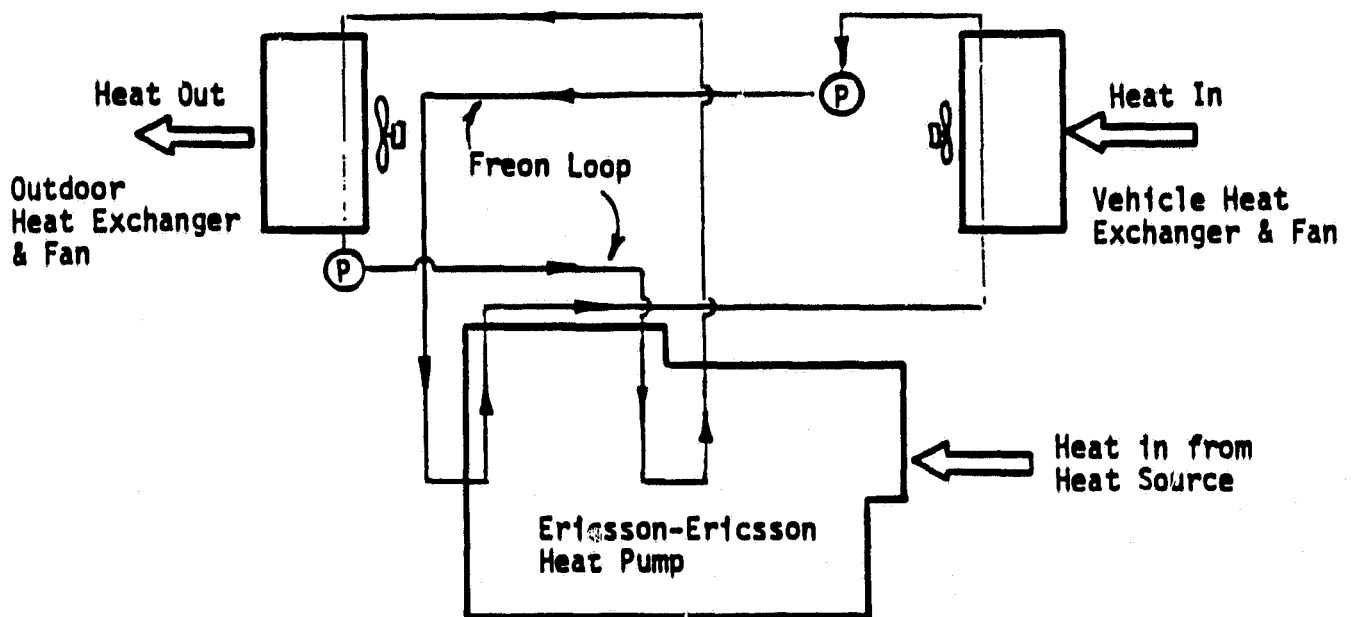 Heat Out
Outdoor
Heat Exchanger
& Fan
P
Freon Loop
P
Heat In
Vehicle Heat
Exchanger & Fan
Heat in from
Heat Source
Ericsson-Ericsson
Heat Pump